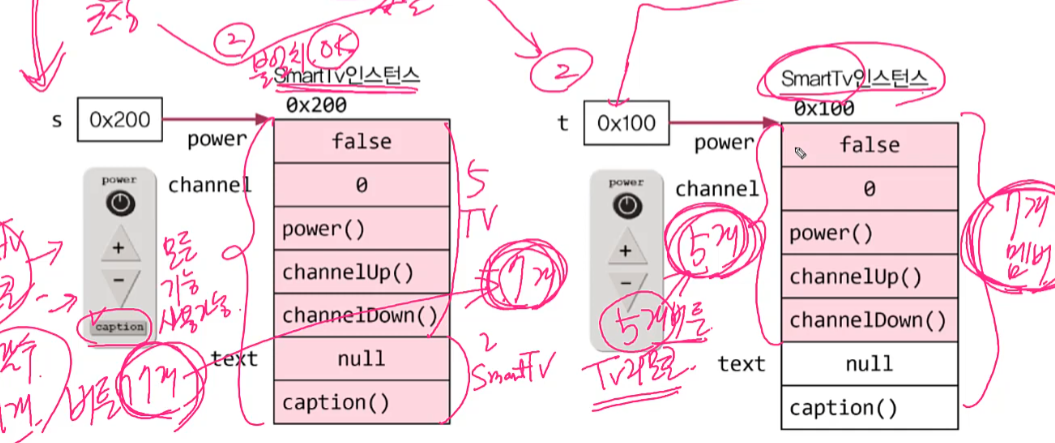 ②
OK
②
SmartTv인스턴스
0x200
s
0x200
power
false
channel
0
power()
channelUp()
channelDown()
text
null
caption()
power
+
−
caption
모든
기능
사용가능.
버튼 7개
5
TV
7개
2
SmartTV
SmartTv인스턴스
0x100
t
0x100
power
false
channel
0
power()
channelUp()
channelDown()
text
null
caption()
power
+
−
5개
5개버튼
Tv리모콘.
7개
멤버